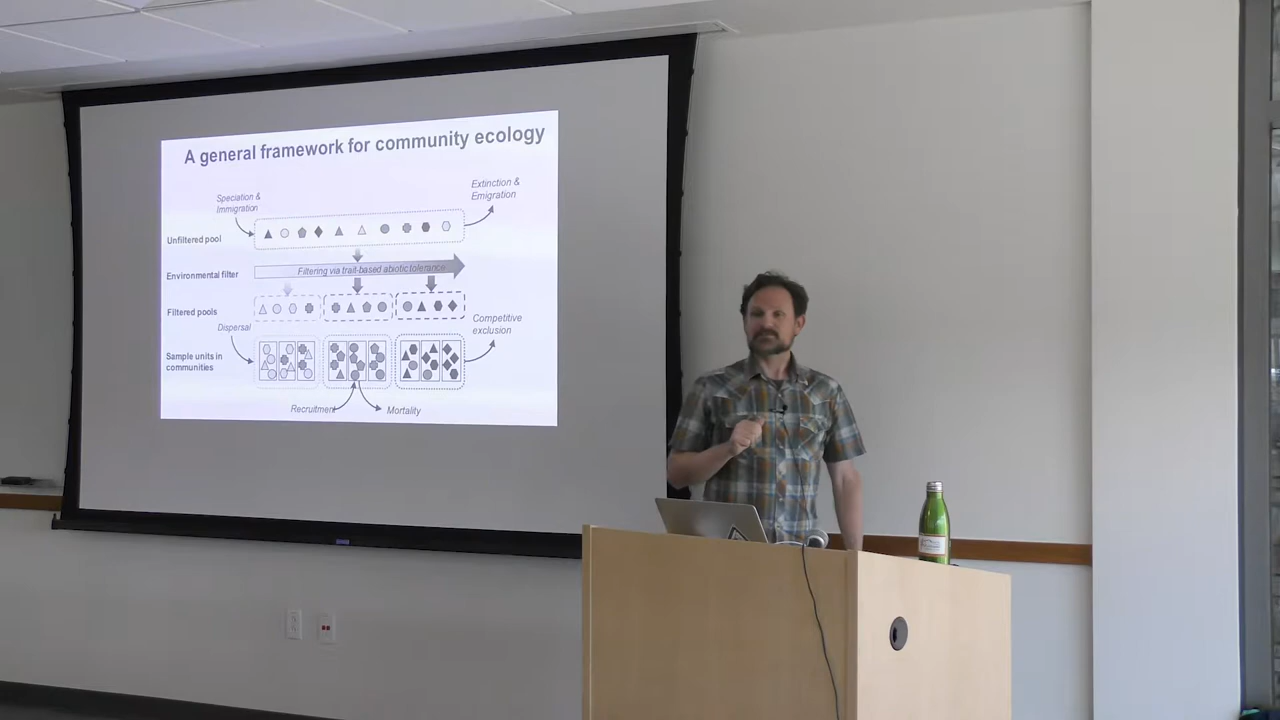 A general framework for community ecology
Speciation &
Immigration
Extinction &
Emigration
Unfiltered pool
Environmental filter
Filtering via trait-based abiotic tolerance
Filtered pools
Dispersal
Competitive
exclusion
Sample units in
communities
Recruitment
Mortality